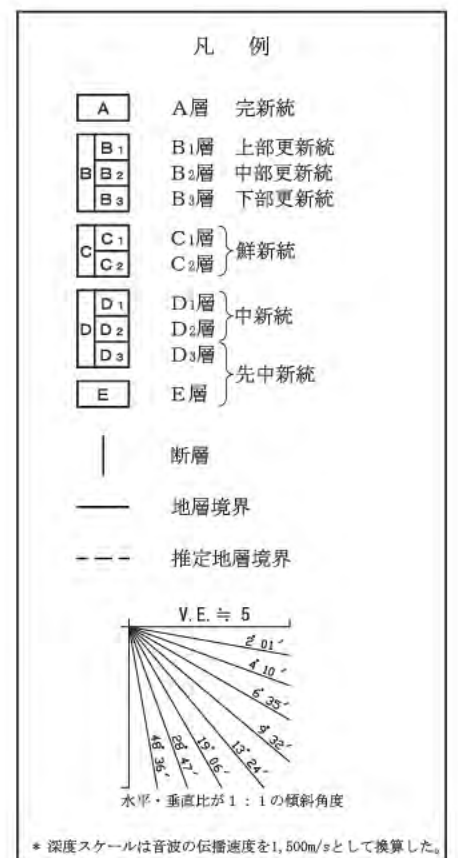 凡 例
A A層 完新統
B B1 B1層 上部更新統
B2 B2層 中部更新統
B3 B3層 下部更新統
C C1 C1層 鮮新統
C2 C2層
D D1 D1層 中新統
D2 D2層
D3 D3層 先中新統
E E層
断層
地層境界
推定地層境界
V.E.≒ 5
2°01′
4°10′
6°35′
9°32′
13°24′
19°06′
28°47′
48°36′
水平・垂直比が1:1の傾斜角度
* 深度スケールは音波の伝播速度を1,500m/sとして換算した。